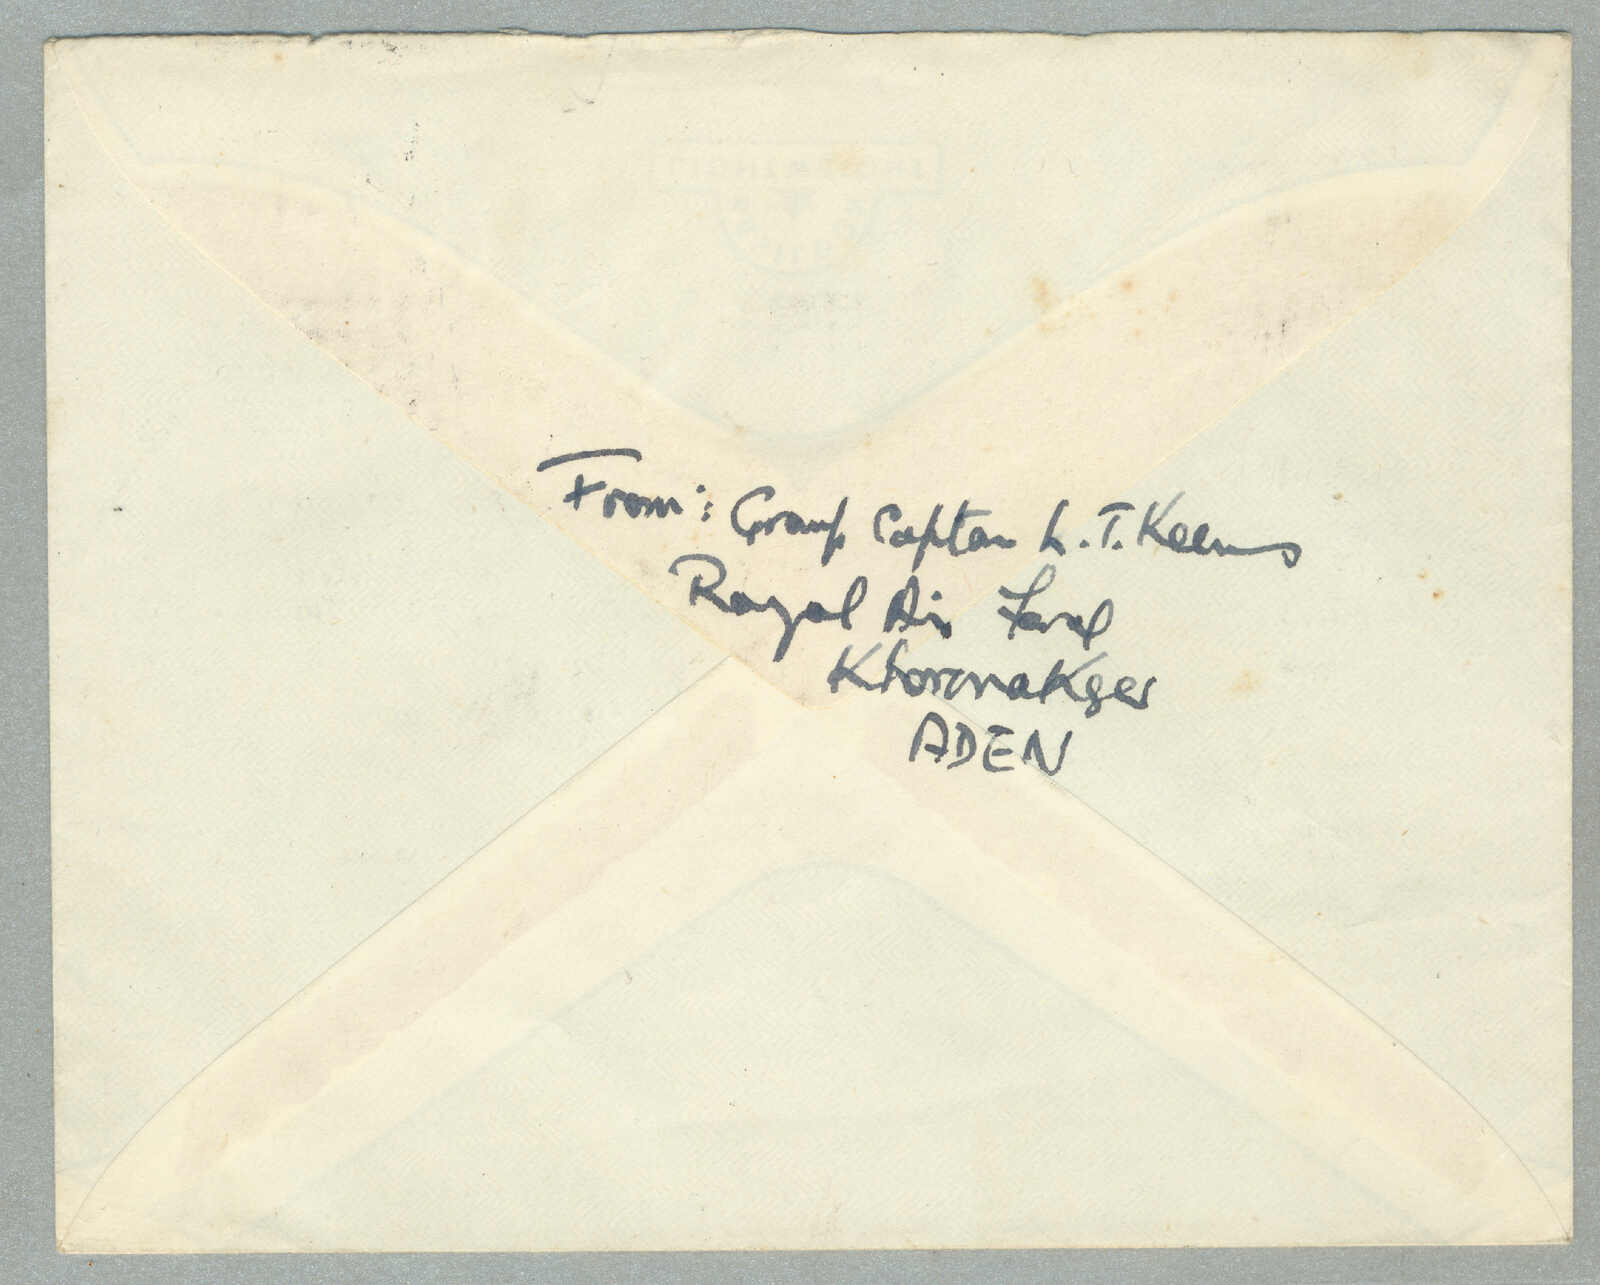 From: Group Captain L. T. Keens
Royal Air Force
Khormaksar
ADEN